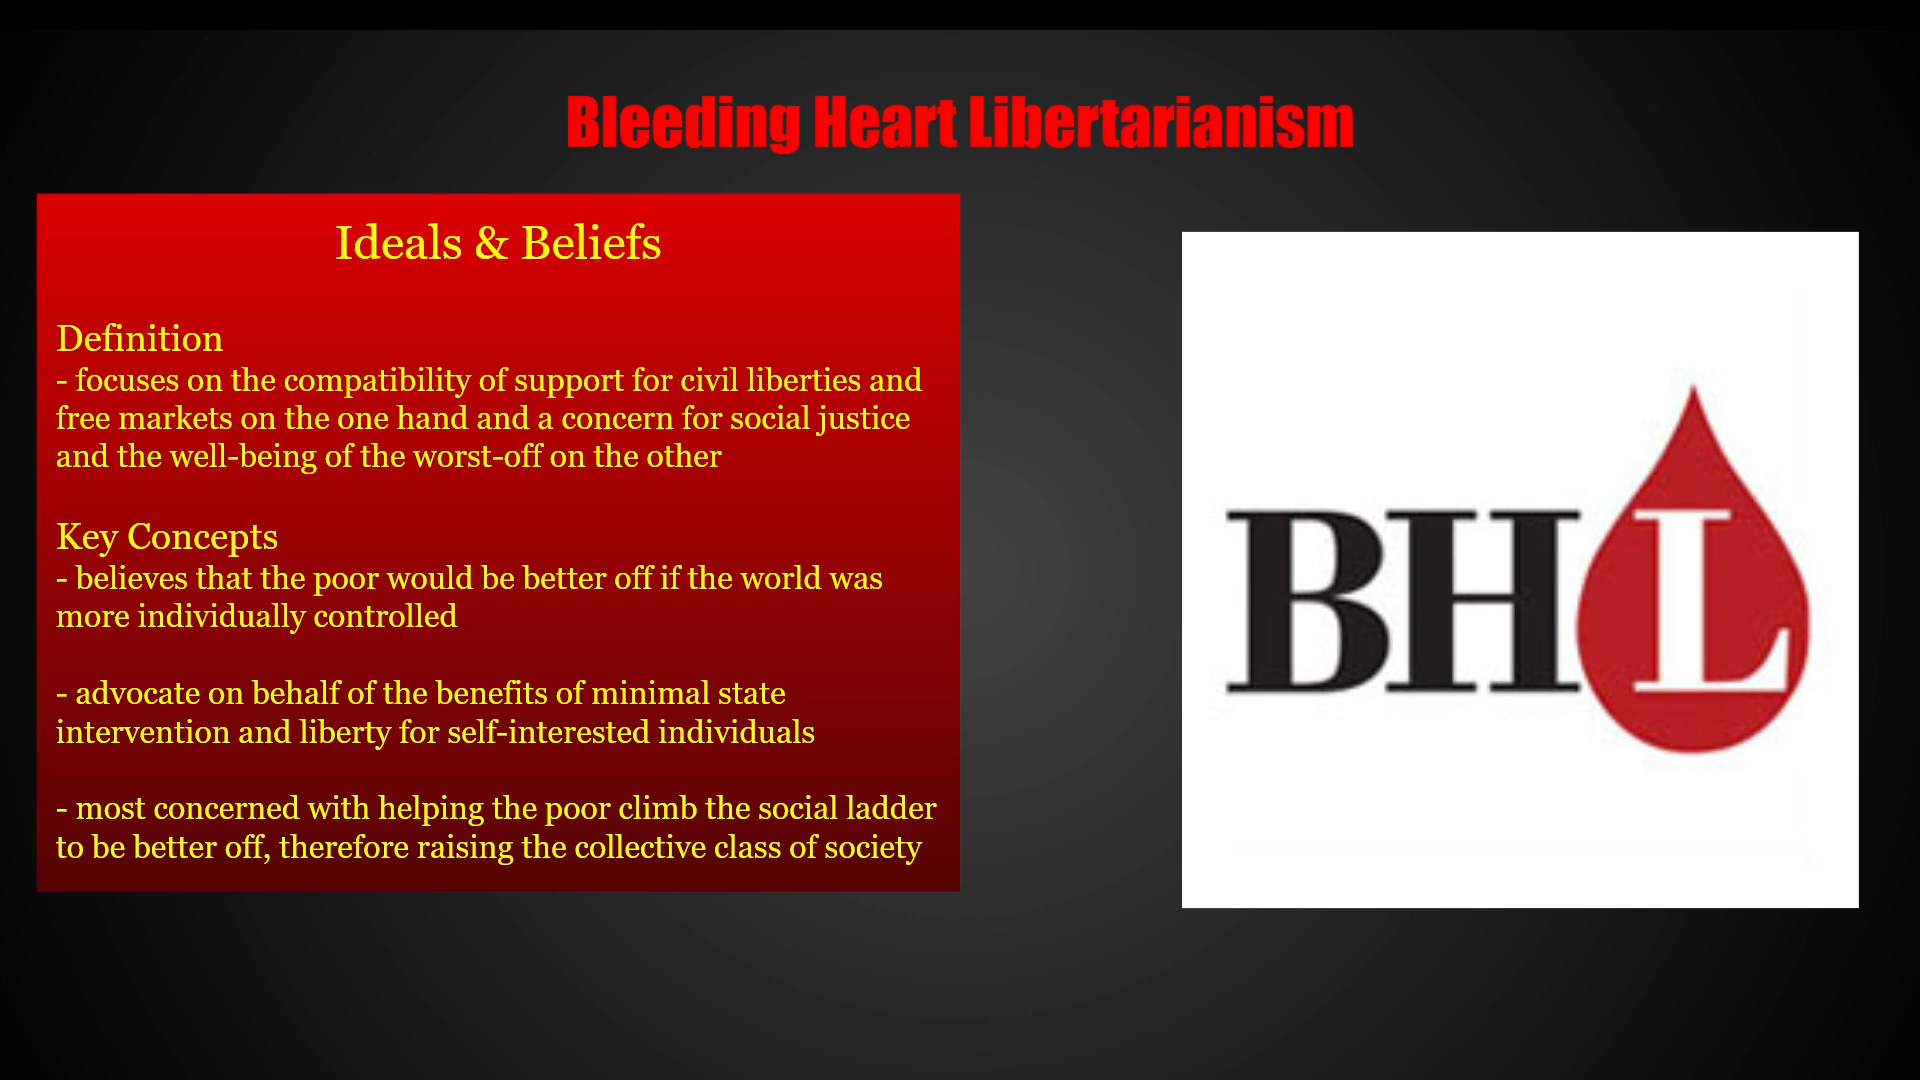 Bleeding Heart Libertarianism
Ideals & Beliefs
Definition
- focuses on the compatibility of support for civil liberties and
free markets on the one hand and a concern for social justice
and the well-being of the worst-off on the other
Key Concepts
- believes that the poor would be better off if the world was
more individually controlled
- advocate on behalf of the benefits of minimal state
intervention and liberty for self-interested individuals
- most concerned with helping the poor climb the social ladder
to be better off, therefore raising the collective class of society
BHL